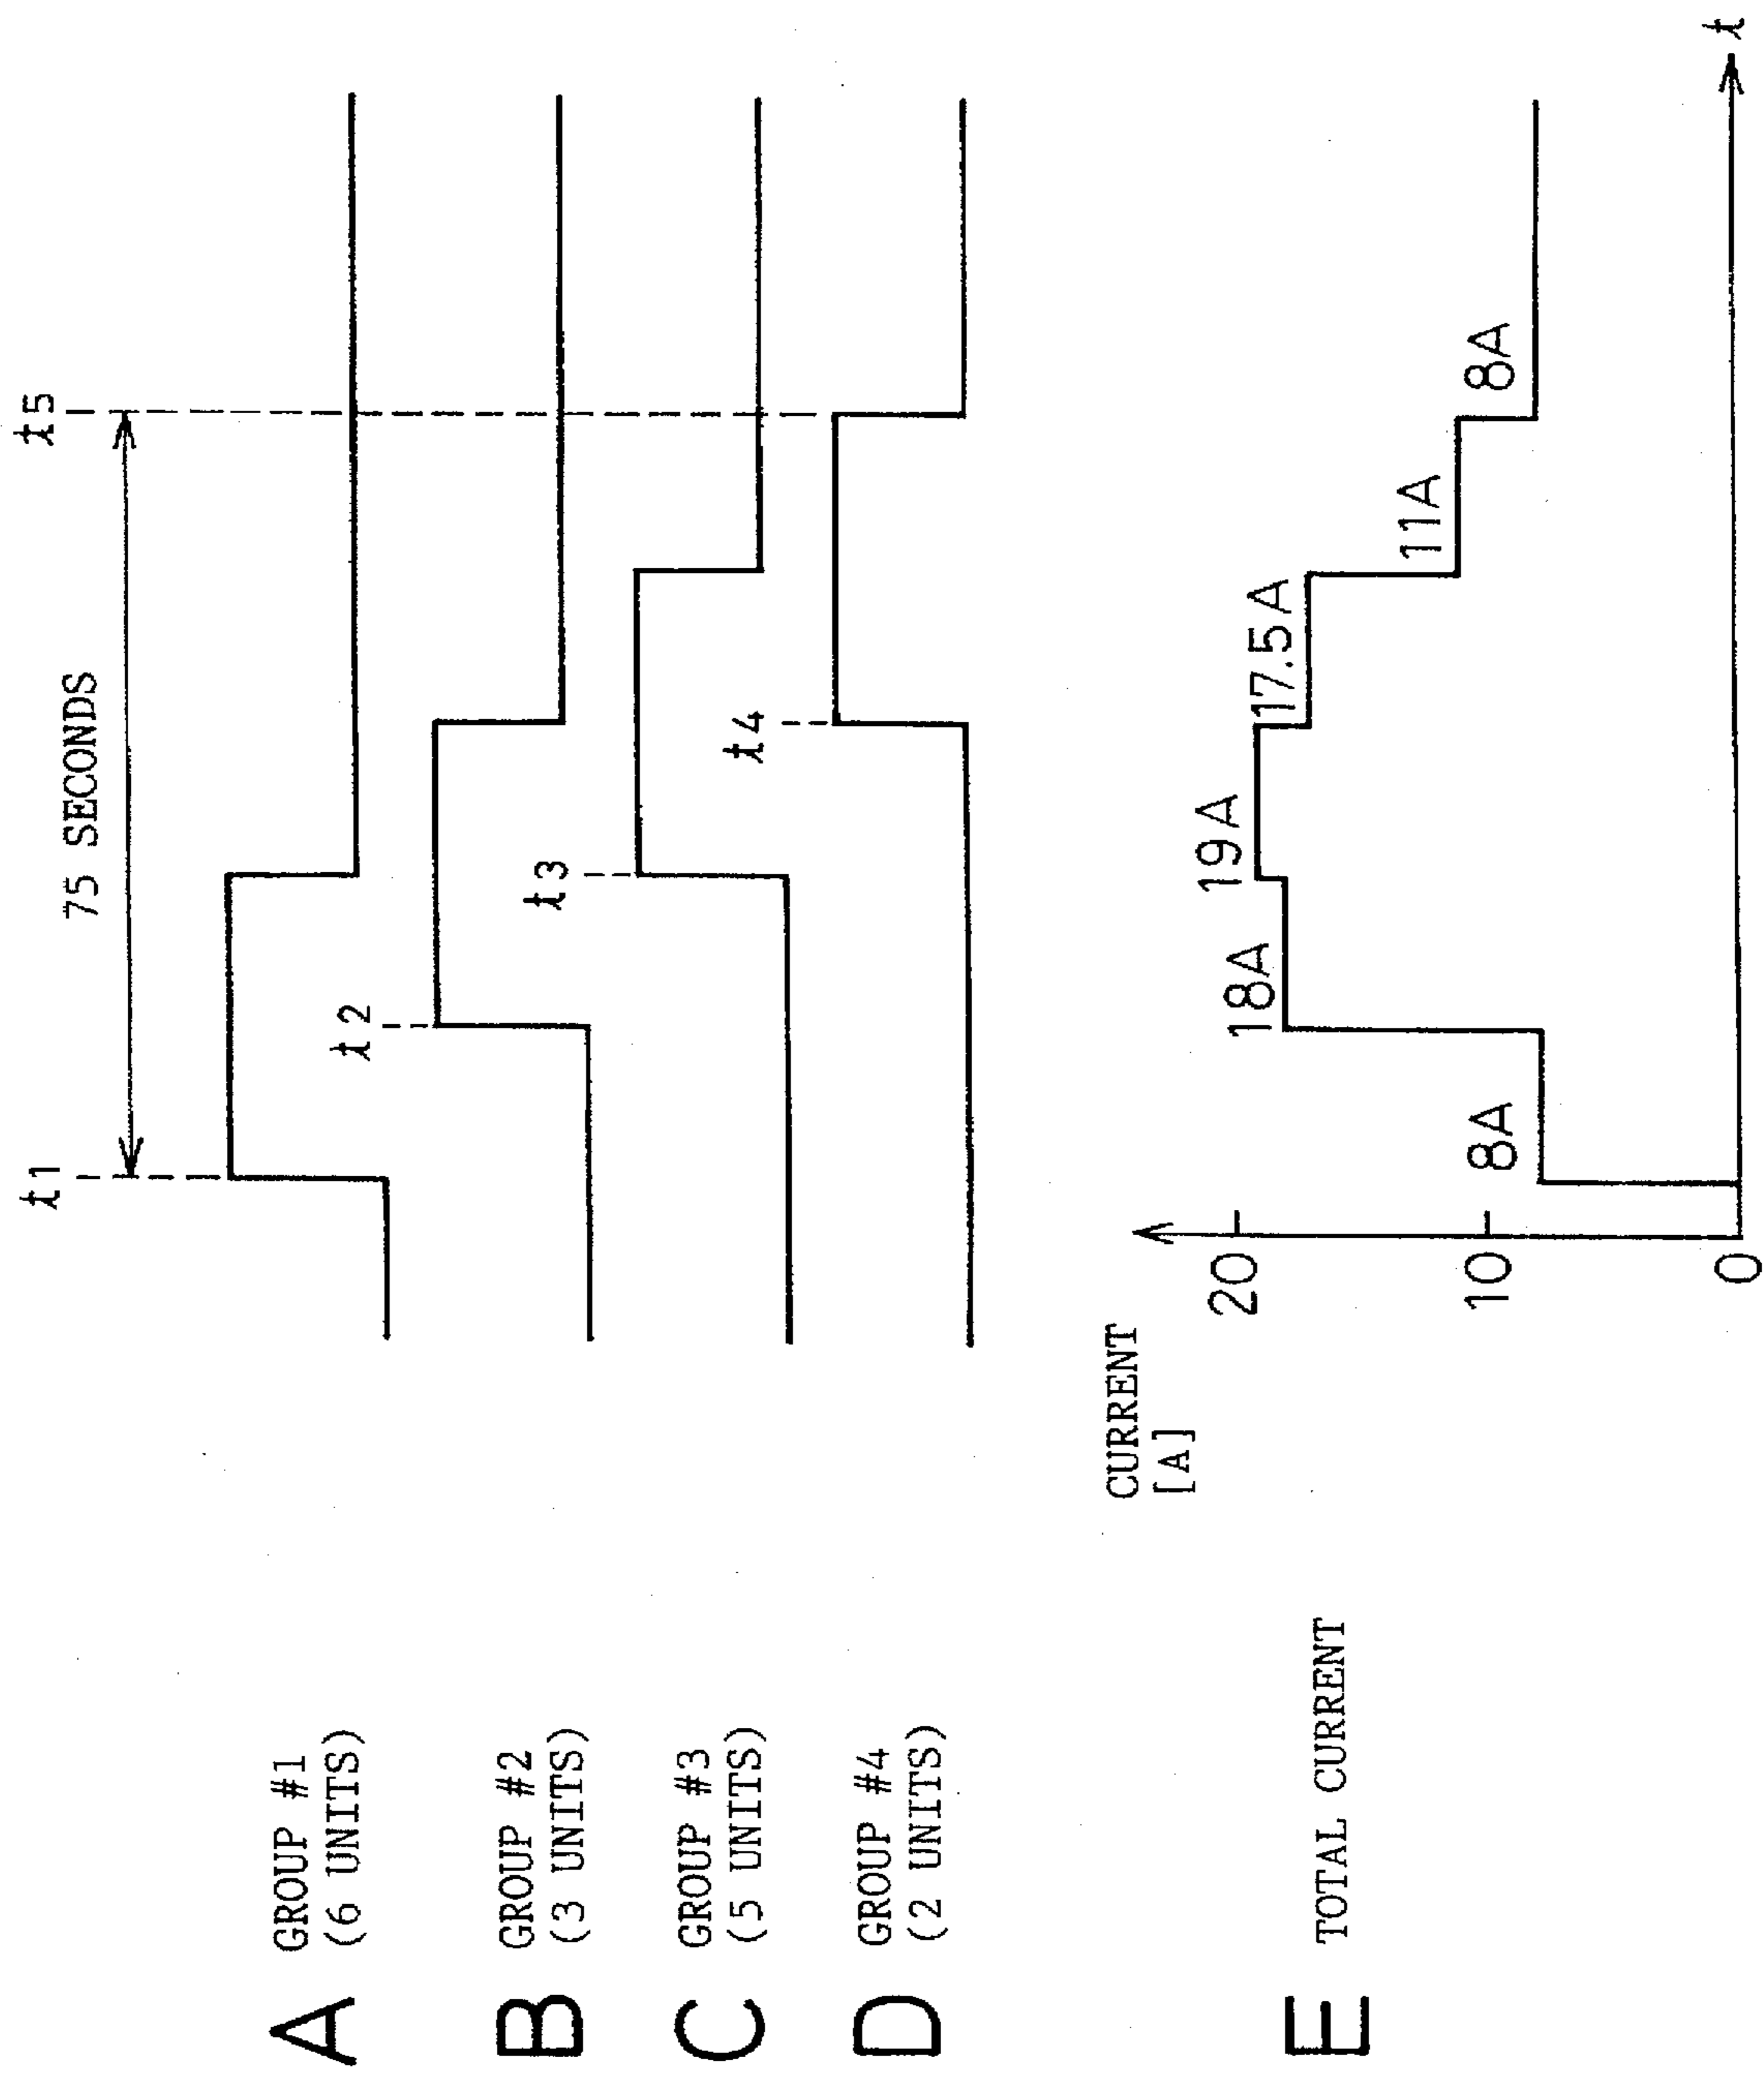 t1
t5
75 SECONDS
A GROUP #1
(6 UNITS)
t2
B GROUP #2
(3 UNITS)
t3
C GROUP #3
(5 UNITS)
t4
D GROUP #4
(2 UNITS)
CURRENT
[A]
20
10
0
E TOTAL CURRENT
8A
18A
19A
17.5A
11A
8A
t